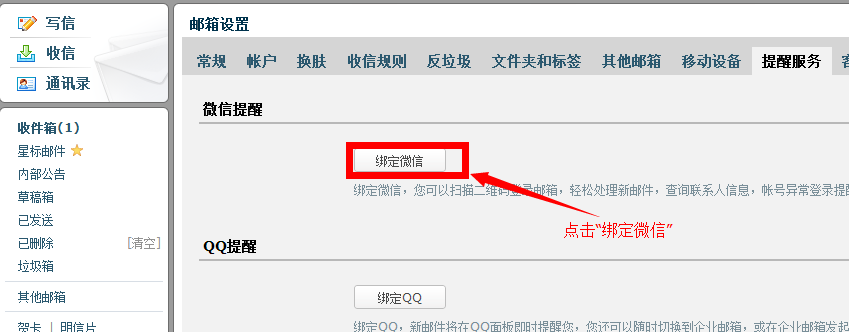 写信
收信
通讯录
收件箱(1)
星标邮件
内部公告
草稿箱
已发送
已删除 [清空]
垃圾箱
其他邮箱
贺卡 | 明信片
邮箱设置
常规 帐户 换肤 收信规则 反垃圾 文件夹和标签 其他邮箱 移动设备 提醒服务
微信提醒
绑定微信
绑定微信，您可以扫描二维码登录邮箱，轻松处理新邮件，查询联系人信息，帐号异常登录提醒
点击“绑定微信”
QQ提醒
绑定QQ
绑定QQ，新邮件将在QQ面板即时提醒您，您还可以随时切换到企业邮箱，或在企业邮箱发起